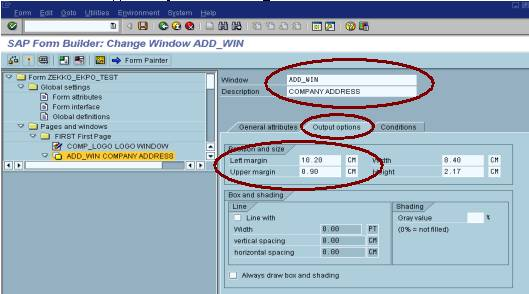 Form Edit Goto Utilities Environment System Help
SAP Form Builder: Change Window ADD_WIN
Form Painter
Form ZEKKO_EKPO_TEST
Global settings
Form attributes
Form interface
Global definitions
Pages and windows
FIRST First Page
COMP_LOGO LOGO WINDOW
ADD_WIN COMPANY ADDRESS
Window ADD_WIN
Description COMPANY ADDRESS
General attributes Output options Conditions
Position and size
Left margin 10.20 CM Width 8.40 CM
Upper margin 0.90 CM Height 2.17 CM
Box and shading
Line Shading
Line with Gray value %
Width 0.00 PT (0% = not filled)
vertical spacing 0.00 CM
horizontal spacing 0.00 CM
Always draw box and shading